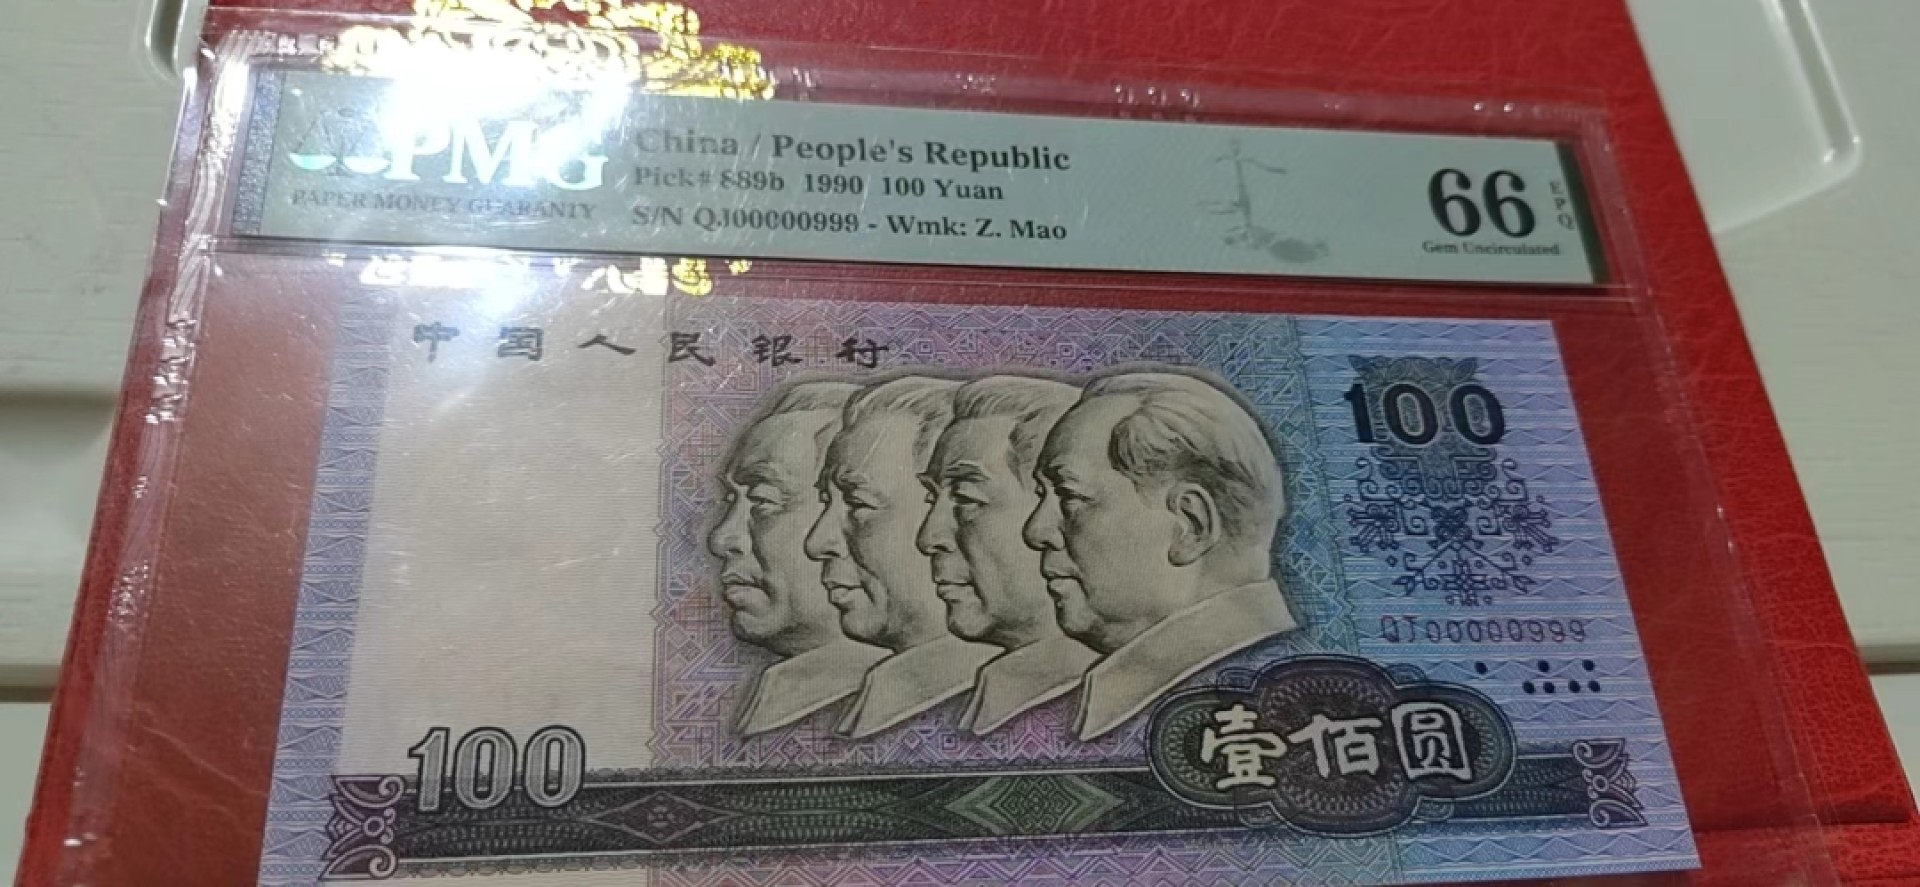 PMG
PAPER MONEY GUARANTY
China / People's Republic
Pick# 889b 1990 100 Yuan
S/N QJ00000999 - Wmk: Z. Mao
66
EPQ
Gem Uncirculated
中国人民银行
100
QJ00000999
壹佰圆
100